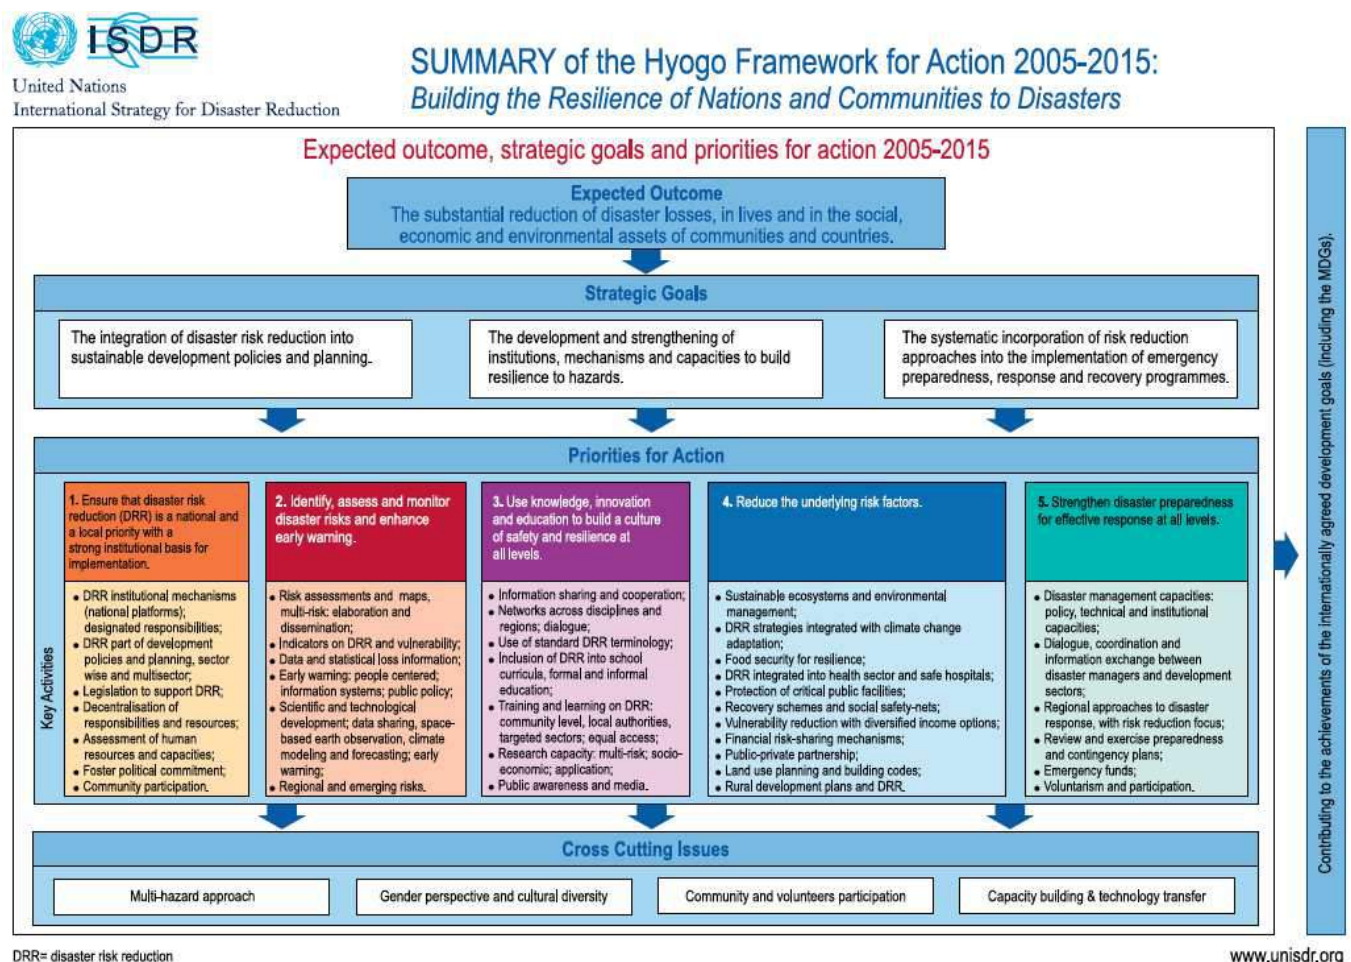 ISDR
United Nations
International Strategy for Disaster Reduction
SUMMARY of the Hyogo Framework for Action 2005-2015:
Building the Resilience of Nations and Communities to Disasters
Expected outcome, strategic goals and priorities for action 2005-2015
Expected Outcome
The substantial reduction of disaster losses, in lives and in the social,
economic and environmental assets of communities and countries.
Strategic Goals
The integration of disaster risk reduction into
sustainable development policies and planning.
The development and strengthening of
institutions, mechanisms and capacities to build
resilience to hazards.
The systematic incorporation of risk reduction
approaches into the implementation of emergency
preparedness, response and recovery programmes.
Priorities for Action
1. Ensure that disaster risk
reduction (DRR) is a national and
a local priority with a
strong institutional basis for
implementation.
2. Identify, assess and monitor
disaster risks and enhance
early warning.
3. Use knowledge, innovation
and education to build a culture
of safety and resilience at
all levels.
4. Reduce the underlying risk factors.
5. Strengthen disaster preparedness
for effective response at all levels.
Key Activities
• DRR institutional mechanisms
(national platforms);
designated responsibilities;
• DRR part of development
policies and planning, sector
wise and multisector;
• Legislation to support DRR;
• Decentralisation of
responsibilities and resources;
• Assessment of human
resources and capacities;
• Foster political commitment;
• Community participation.
• Risk assessments and maps,
multi-risk: elaboration and
dissemination;
• Indicators on DRR and vulnerability;
• Data and statistical loss information;
• Early warning: people centered;
information systems; public policy;
• Scientific and technological
development; data sharing, space-
based earth observation, climate
modeling and forecasting; early
warning;
• Regional and emerging risks.
• Information sharing and cooperation;
• Networks across disciplines and
regions; dialogue;
• Use of standard DRR terminology;
• Inclusion of DRR into school
curricula, formal and informal
education;
• Training and learning on DRR:
community level, local authorities,
targeted sectors; equal access;
• Research capacity: multi-risk; socio-
economic; application;
• Public awareness and media.
• Sustainable ecosystems and environmental
management;
• DRR strategies integrated with climate change
adaptation;
• Food security for resilience;
• DRR integrated into health sector and safe hospitals;
• Protection of critical public facilities;
• Recovery schemes and social safety-nets;
• Vulnerability reduction with diversified income options;
• Financial risk-sharing mechanisms;
• Public-private partnership;
• Land use planning and building codes;
• Rural development plans and DRR.
• Disaster management capacities:
policy, technical and institutional
capacities;
• Dialogue, coordination and
information exchange between
disaster managers and development
sectors;
• Regional approaches to disaster
response, with risk reduction focus;
• Review and exercise preparedness
and contingency plans;
• Emergency funds;
• Voluntarism and participation.
Cross Cutting Issues
Multi-hazard approach
Gender perspective and cultural diversity
Community and volunteers participation
Capacity building & technology transfer
Contributing to the achievements of the internationally agreed development goals (including the MDGs).
DRR= disaster risk reduction
www.unisdr.org